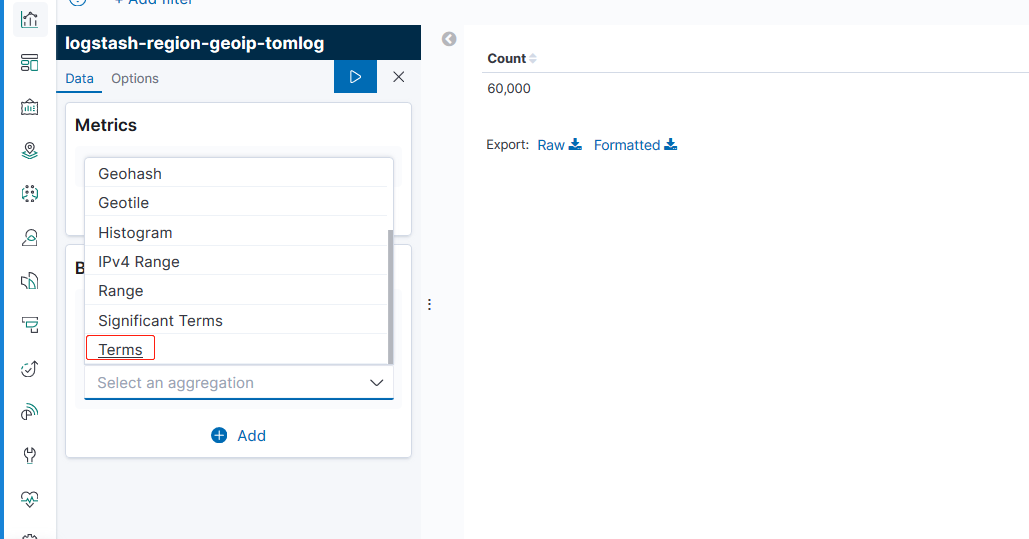 + Add filter
logstash-region-geoip-tomlog
Data Options
Metrics
Geohash
Geotile
Histogram
IPv4 Range
B
Range
Significant Terms
Terms
Select an aggregation
Add
Count
60,000
Export: Raw Formatted